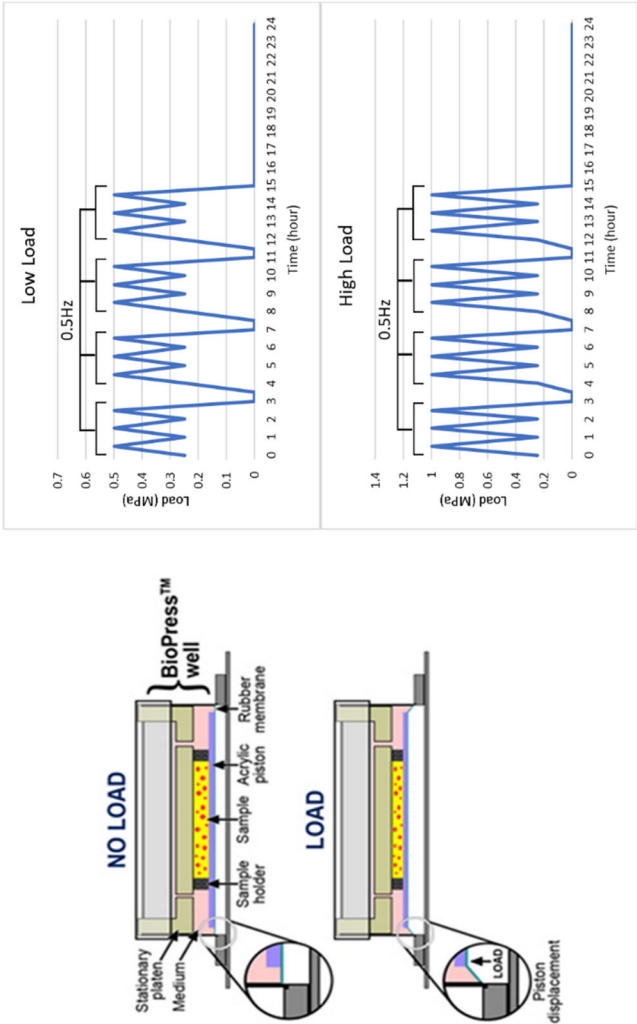 NO LOAD
Stationary
platen
Medium
BioPress™
well
Sample
holder
Sample
Acrylic
piston
Rubber
membrane
LOAD
LOAD
Piston
displacement
Low Load
0.5Hz
Load (MPa)
0.7
0.6
0.5
0.4
0.3
0.2
0.1
0
0 1 2 3 4 5 6 7 8 9 10 11 12 13 14 15 16 17 18 19 20 21 22 23 24
Time (hour)
High Load
0.5Hz
Load (MPa)
1.4
1.2
1
0.8
0.6
0.4
0.2
0
0 1 2 3 4 5 6 7 8 9 10 11 12 13 14 15 16 17 18 19 20 21 22 23 24
Time (hour)